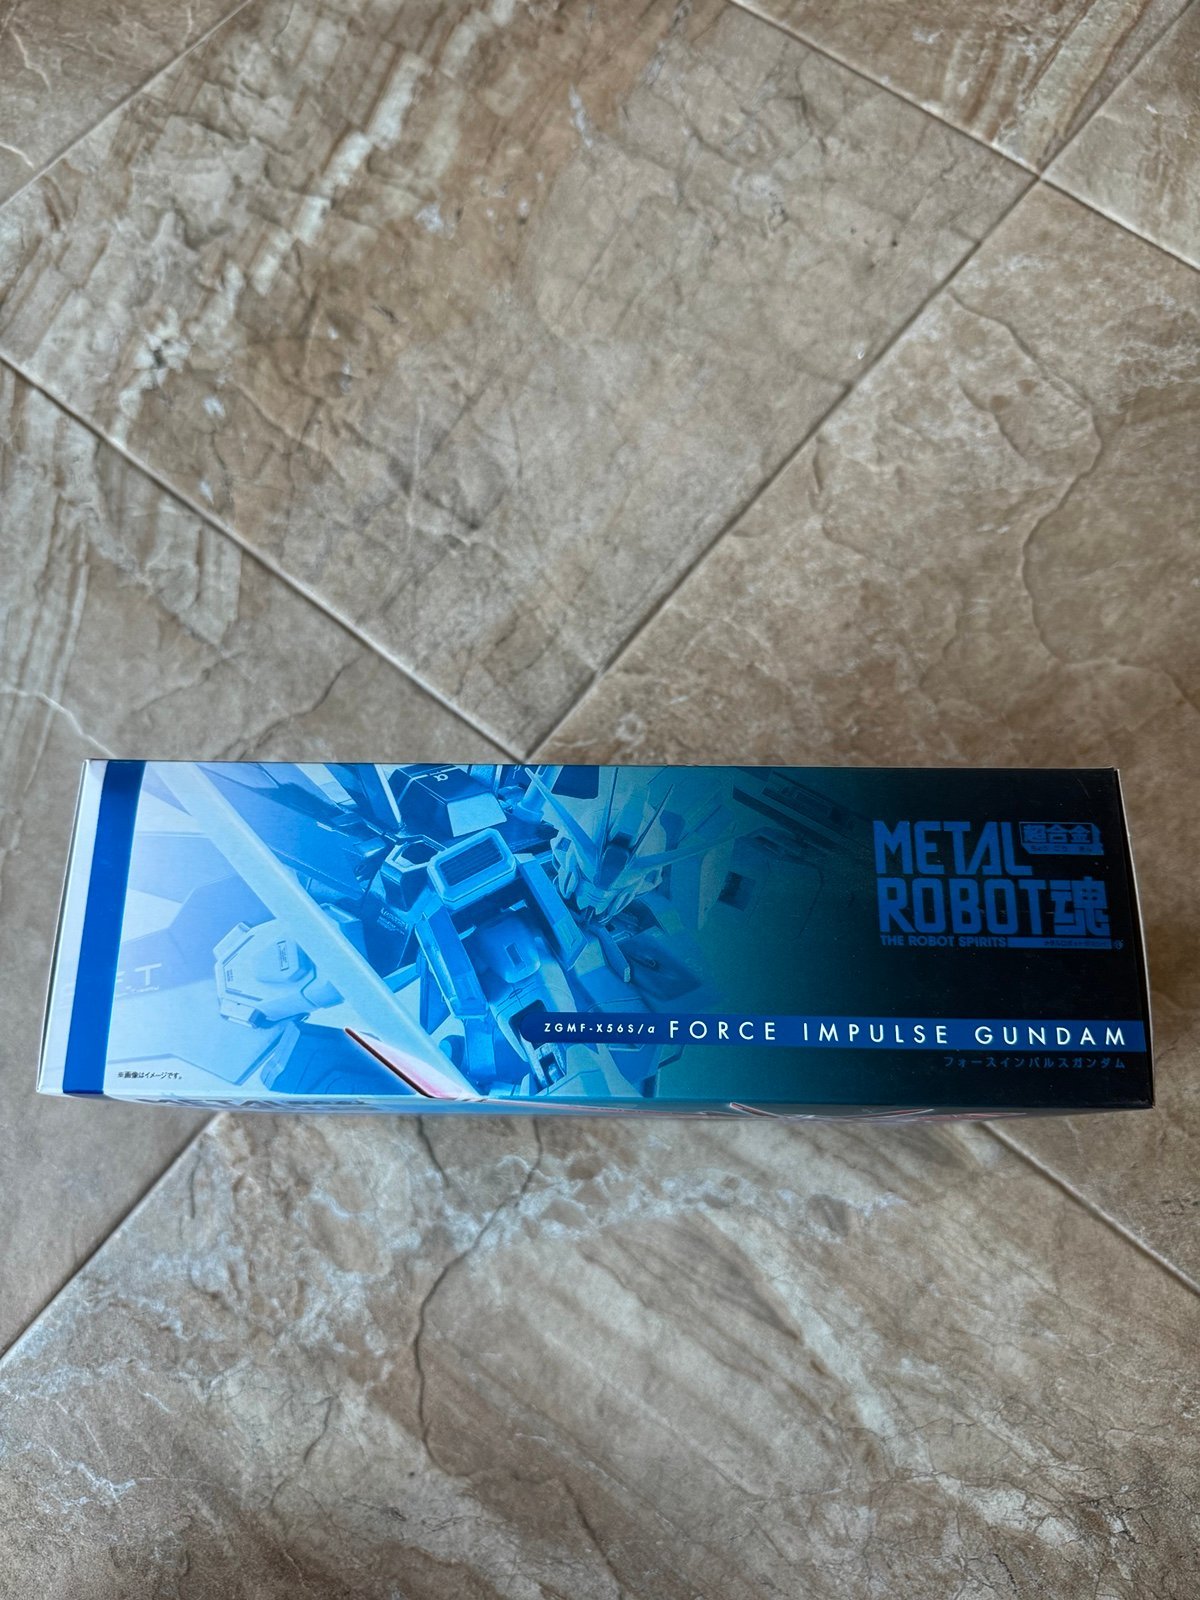 METAL 超合金
ROBOT魂
THE ROBOT SPIRITS
ZGMF-X56S/α FORCE IMPULSE GUNDAM
フォースインパルスガンダム
※画像はイメージです。
α